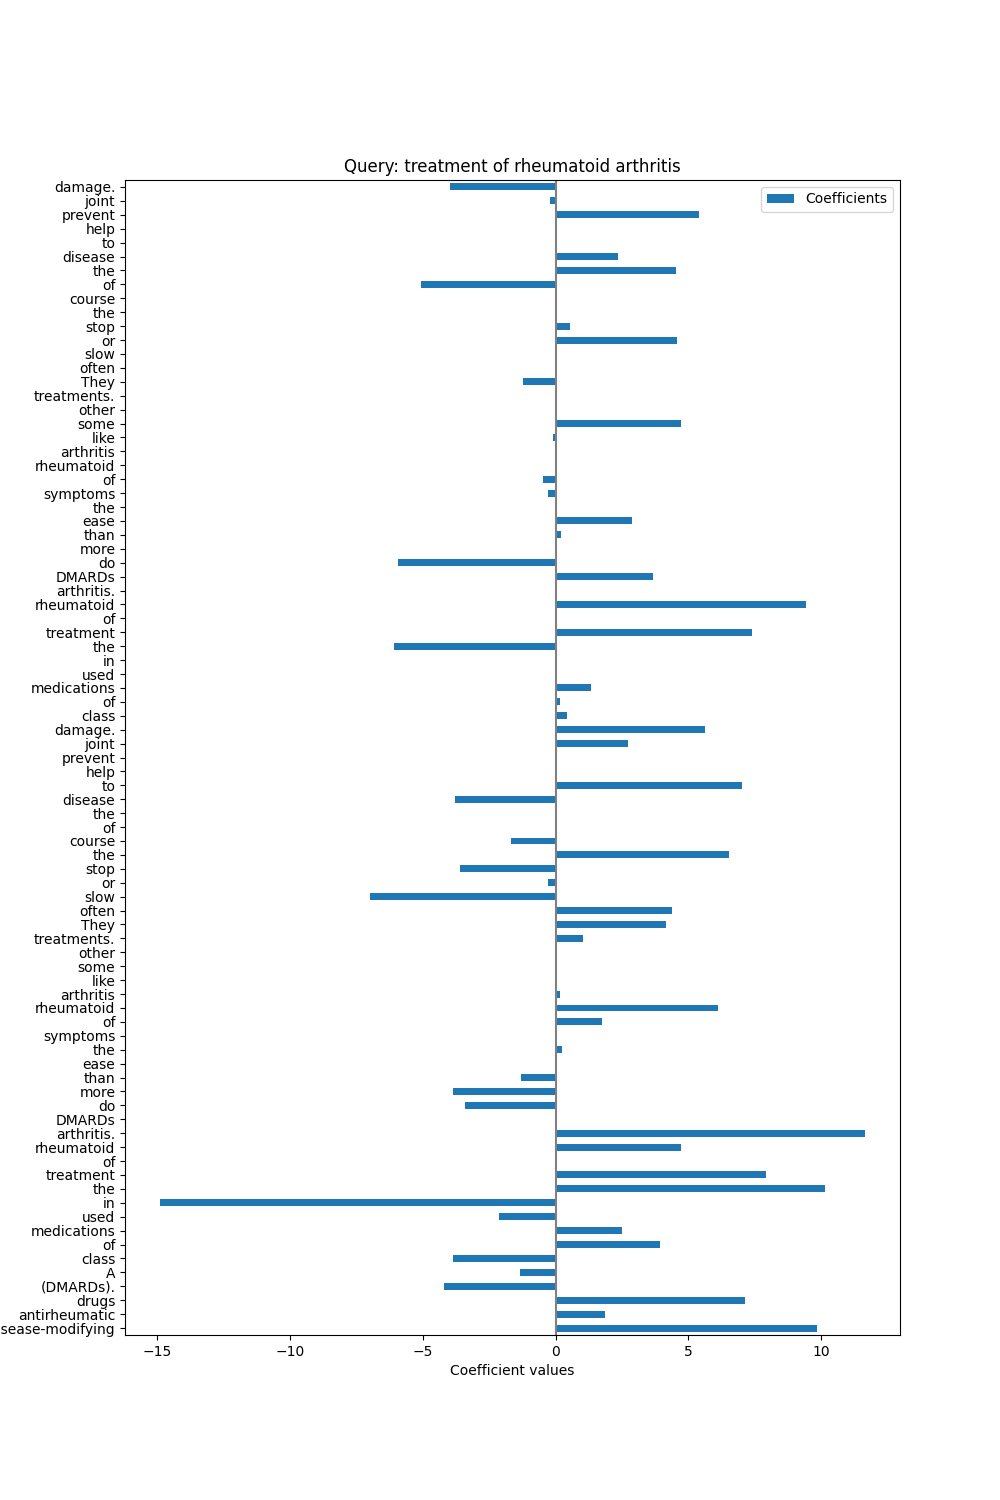 Query: treatment of rheumatoid arthritis
Coefficients
damage.
joint
prevent
help
to
disease
the
of
course
the
stop
or
slow
often
They
treatments.
other
some
like
arthritis
rheumatoid
of
symptoms
the
ease
than
more
do
DMARDs
arthritis.
rheumatoid
of
treatment
the
in
used
medications
of
class
damage.
joint
prevent
help
to
disease
the
of
course
the
stop
or
slow
often
They
treatments.
other
some
like
arthritis
rheumatoid
of
symptoms
the
ease
than
more
do
DMARDs
arthritis.
rheumatoid
of
treatment
the
in
used
medications
of
class
A
(DMARDs).
drugs
antirheumatic
sease-modifying
−15 −10 −5 0 5 10
Coefficient values